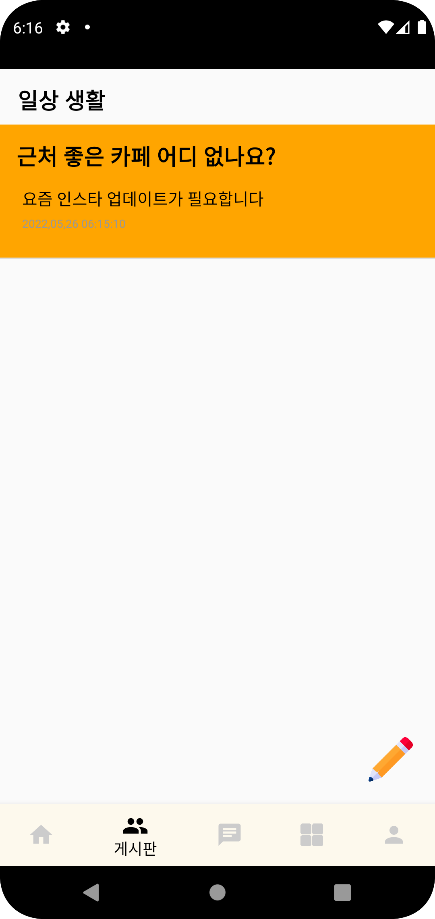 6:16
일상 생활
근처 좋은 카페 어디 없나요?
요즘 인스타 업데이트가 필요합니다
2022.05.26 06:15:10
게시판